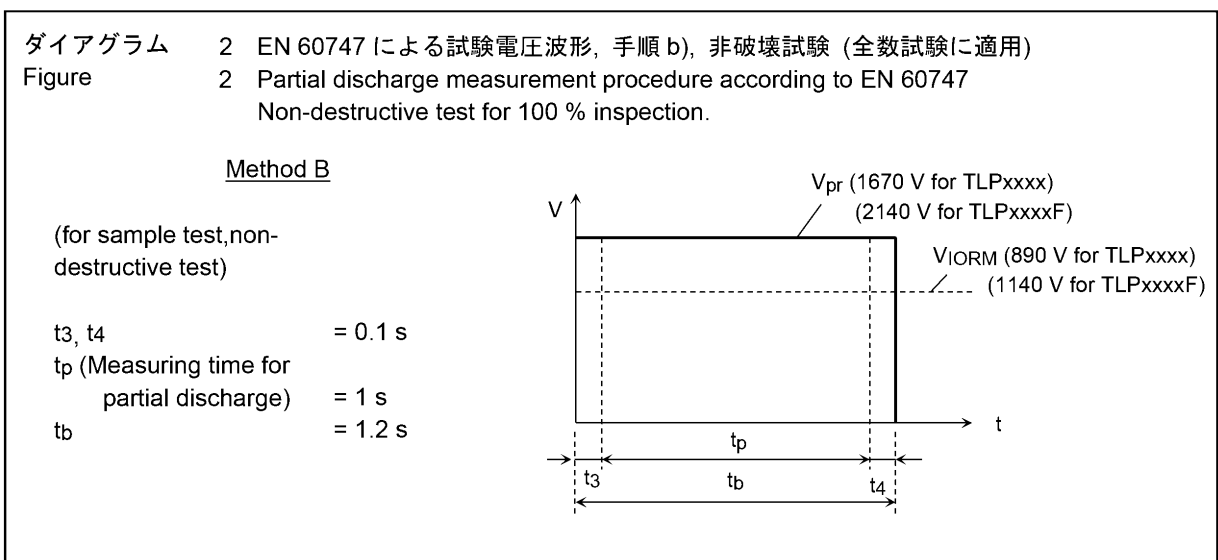 ダイアグラム 2 EN 60747 による試験電圧波形, 手順 b), 非破壊試験 (全数試験に適用)
Figure 2 Partial discharge measurement procedure according to EN 60747
Non-destructive test for 100 % inspection.
Method B
(for sample test,non-
destructive test)
t3, t4 = 0.1 s
tp (Measuring time for
partial discharge) = 1 s
tb = 1.2 s
V
Vpr (1670 V for TLPxxxx)
(2140 V for TLPxxxxF)
VIORM (890 V for TLPxxxx)
(1140 V for TLPxxxxF)
t
tp
t3
tb
t4